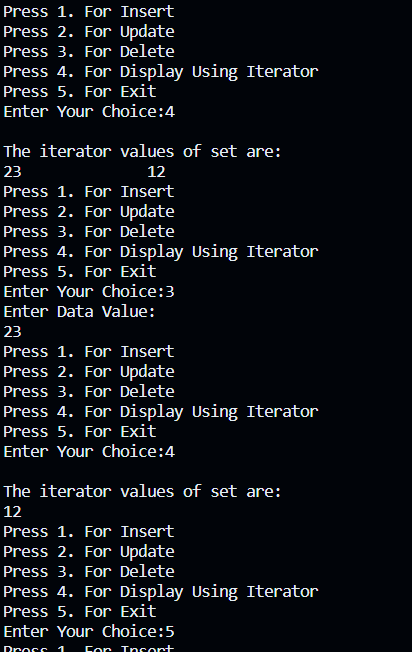 Press 1. For Insert
Press 2. For Update
Press 3. For Delete
Press 4. For Display Using Iterator
Press 5. For Exit
Enter Your Choice:4
The iterator values of set are:
23 12
Press 1. For Insert
Press 2. For Update
Press 3. For Delete
Press 4. For Display Using Iterator
Press 5. For Exit
Enter Your Choice:3
Enter Data Value:
23
Press 1. For Insert
Press 2. For Update
Press 3. For Delete
Press 4. For Display Using Iterator
Press 5. For Exit
Enter Your Choice:4
The iterator values of set are:
12
Press 1. For Insert
Press 2. For Update
Press 3. For Delete
Press 4. For Display Using Iterator
Press 5. For Exit
Enter Your Choice:5
Press 1. For Insert